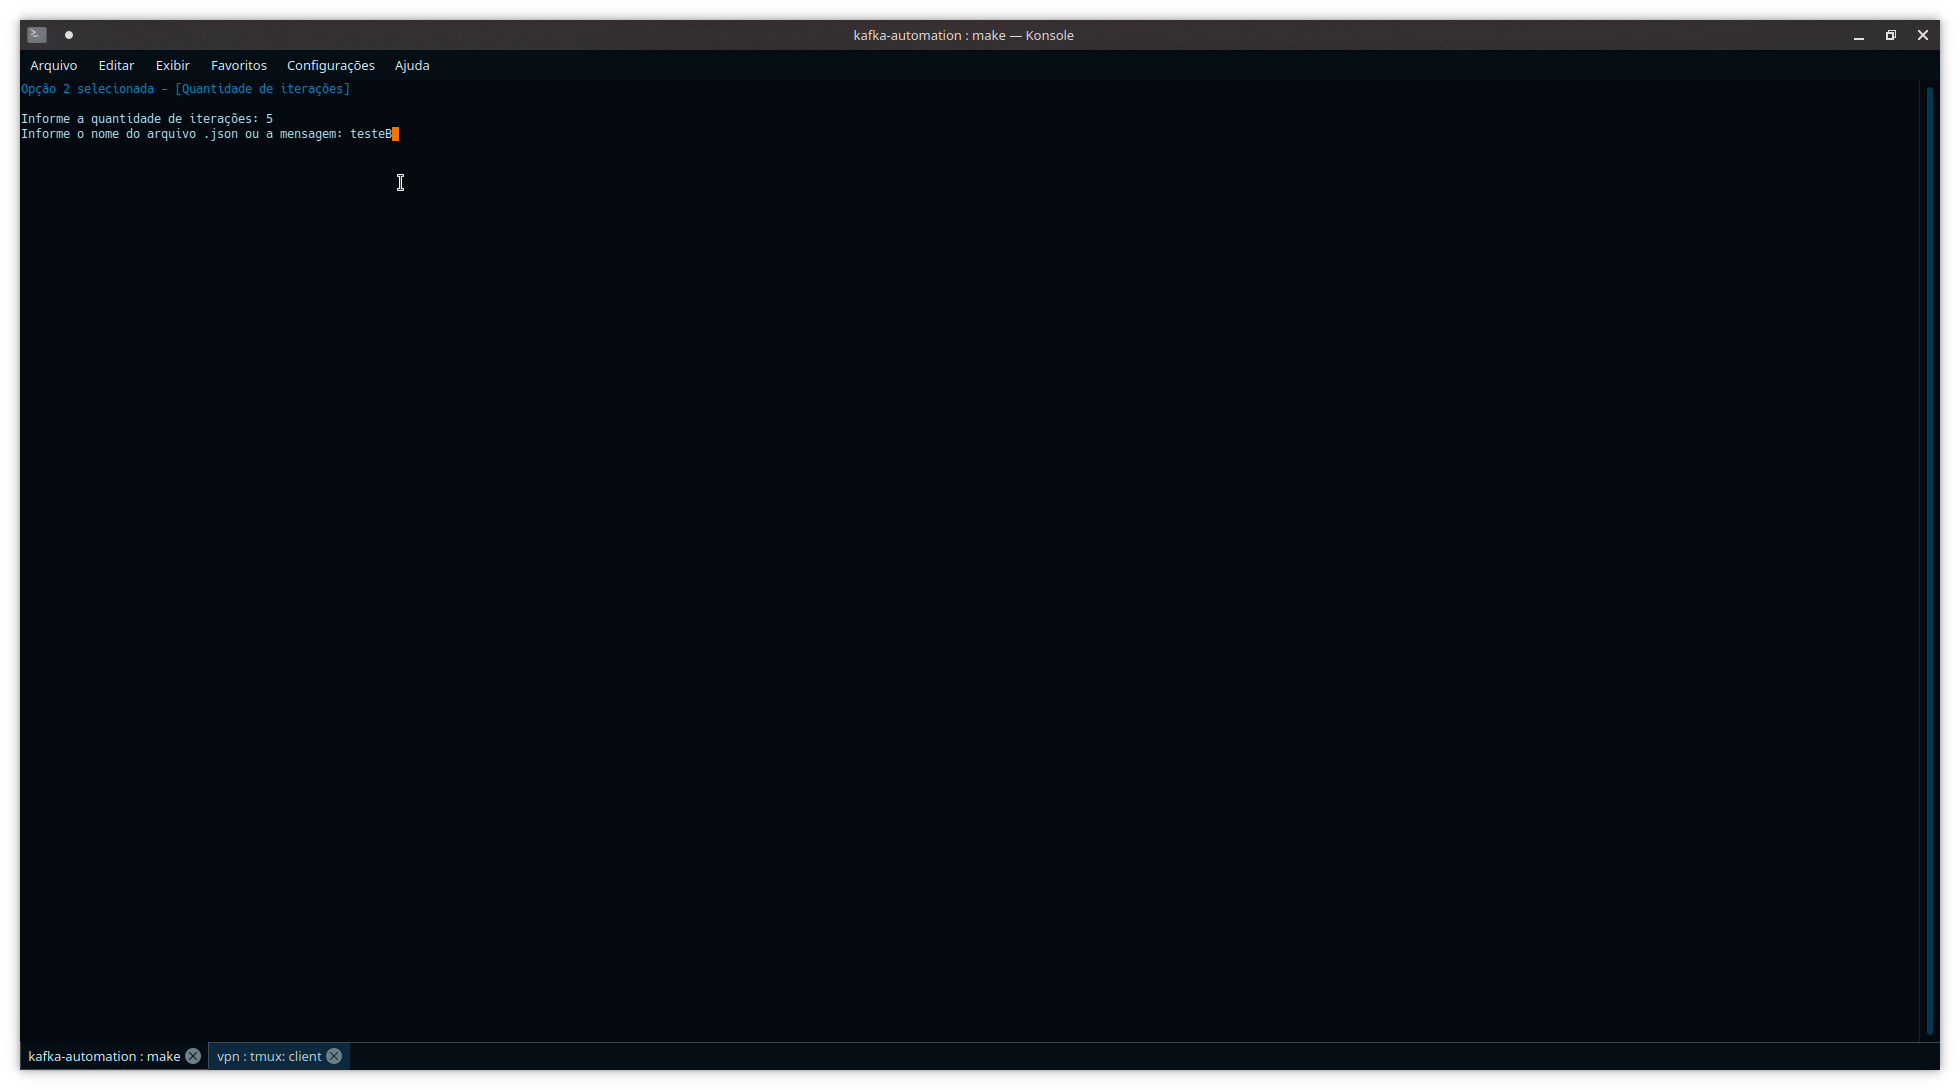 kafka-automation : make — Konsole
Arquivo Editar Exibir Favoritos Configurações Ajuda
Opção 2 selecionada - [Quantidade de iterações]
Informe a quantidade de iterações: 5
Informe o nome do arquivo .json ou a mensagem: testeB
kafka-automation : make vpn : tmux: client